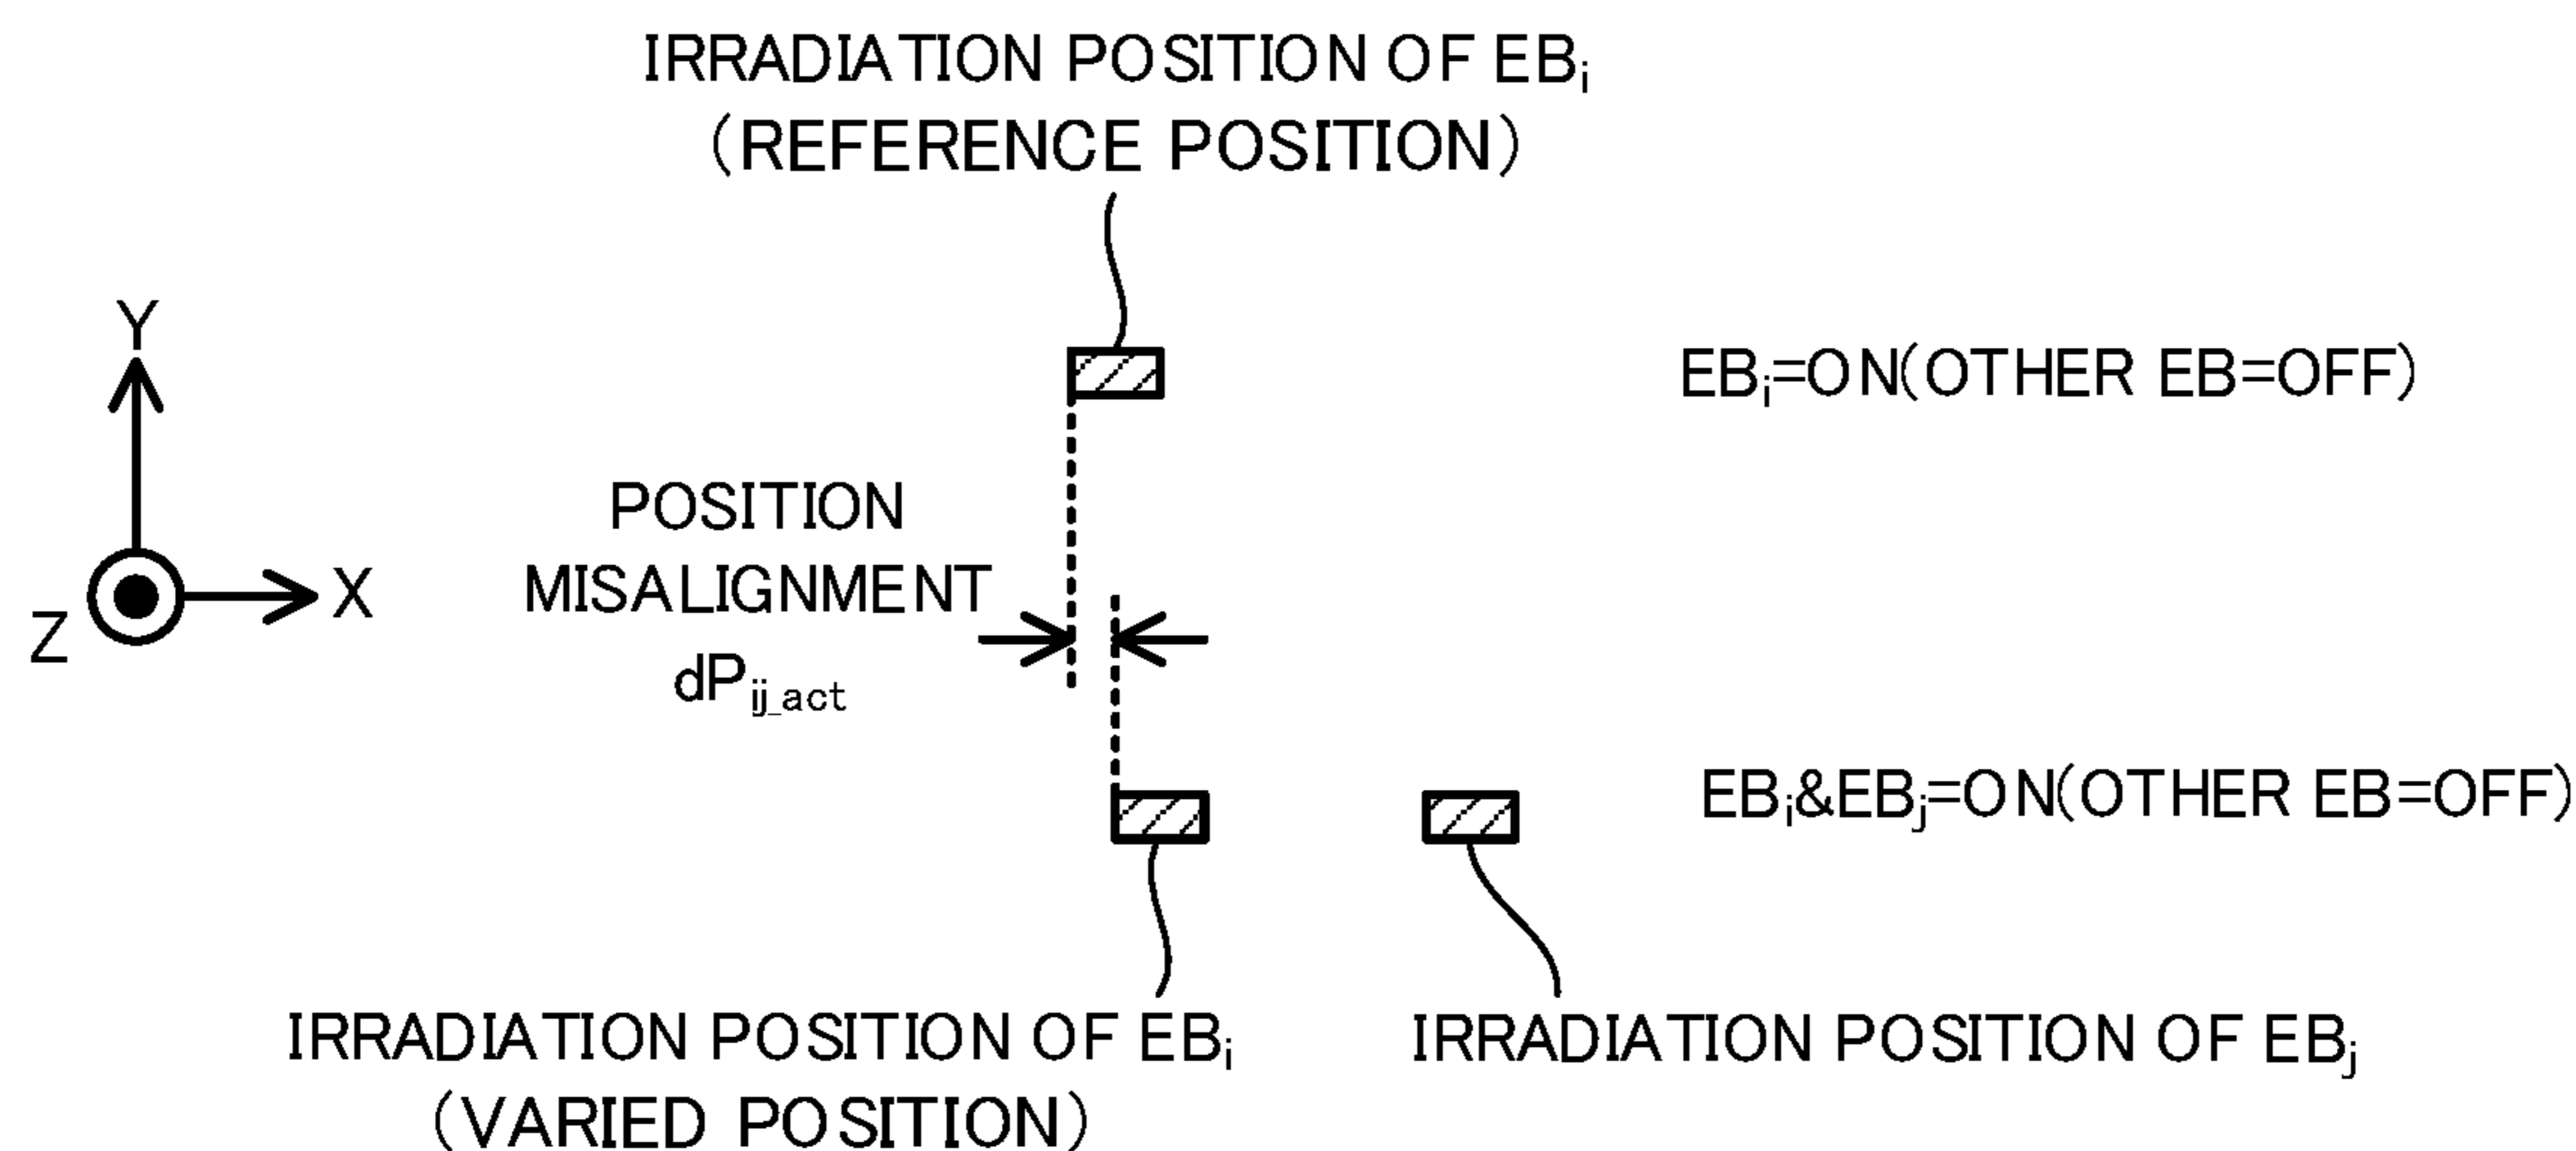 IRRADIATION POSITION OF EBi
(REFERENCE POSITION)
Y
EBi=ON(OTHER EB=OFF)
POSITION
MISALIGNMENT
X
Z
dPij_act
EBi&EBj=ON(OTHER EB=OFF)
IRRADIATION POSITION OF EBi
(VARIED POSITION)
IRRADIATION POSITION OF EBj